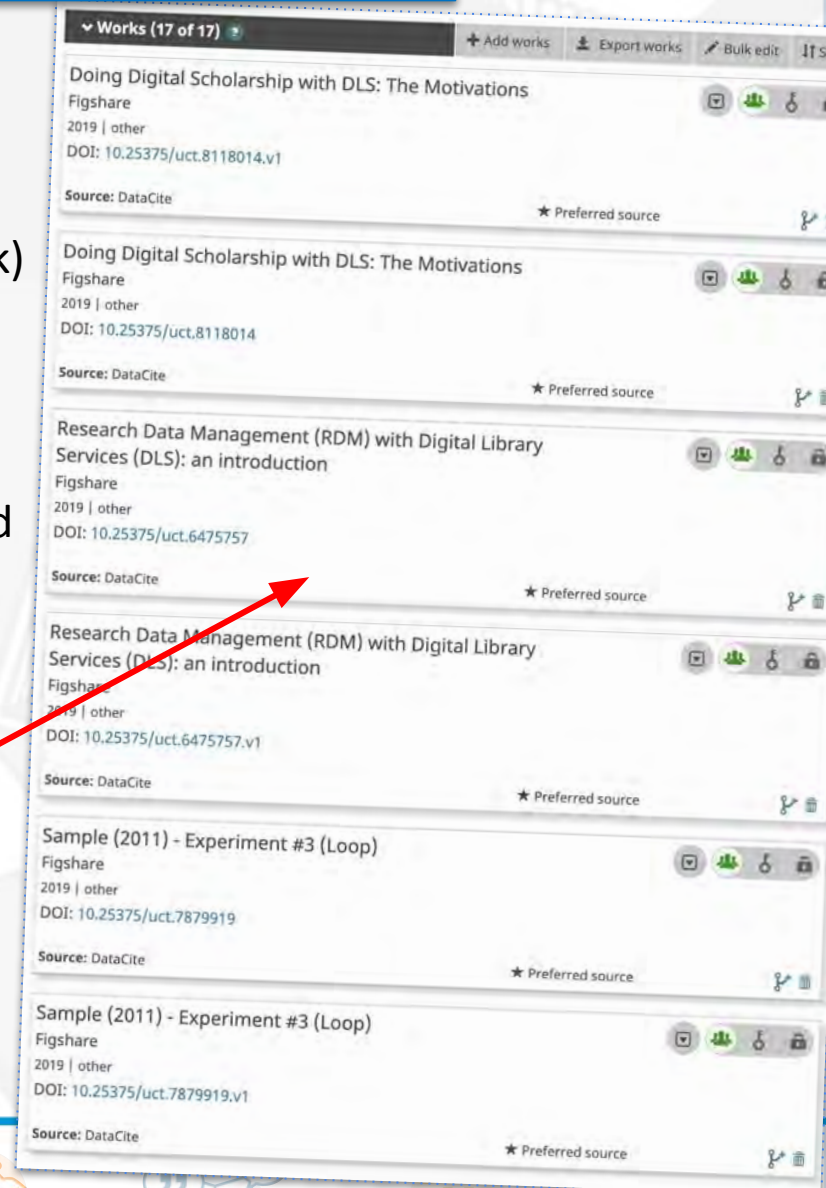 Works (17 of 17) ?
+ Add works Export works Bulk edit S
Doing Digital Scholarship with DLS: The Motivations
Figshare
2019 | other
DOI: 10.25375/uct.8118014.v1
Source: DataCite ★ Preferred source
k)
Doing Digital Scholarship with DLS: The Motivations
Figshare
2019 | other
DOI: 10.25375/uct.8118014
Source: DataCite ★ Preferred source
Research Data Management (RDM) with Digital Library
Services (DLS): an introduction
Figshare
2019 | other
d
DOI: 10.25375/uct.6475757
Source: DataCite ★ Preferred source
Research Data Management (RDM) with Digital Library
Services (DLS): an introduction
Figshare
2019 | other
DOI: 10.25375/uct.6475757.v1
Source: DataCite ★ Preferred source
Sample (2011) - Experiment #3 (Loop)
Figshare
2019 | other
DOI: 10.25375/uct.7879919
Source: DataCite ★ Preferred source
Sample (2011) - Experiment #3 (Loop)
Figshare
2019 | other
DOI: 10.25375/uct.7879919.v1
Source: DataCite ★ Preferred source